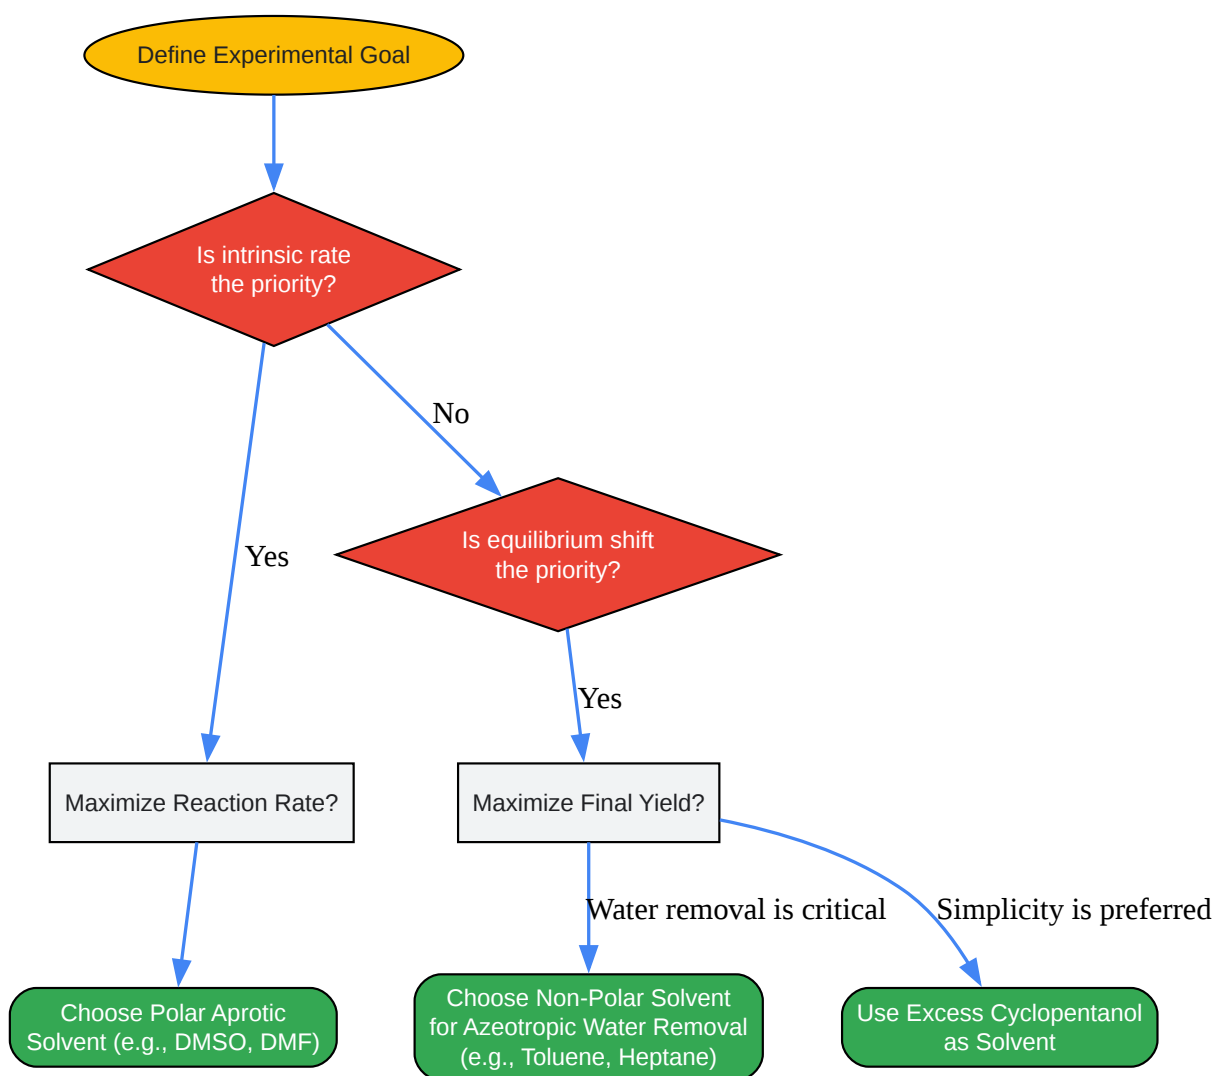 Define Experimental Goal
Is intrinsic rate
the priority?
No
Is equilibrium shift
the priority?
Yes
Yes
Maximize Reaction Rate?
Maximize Final Yield?
Water removal is critical
Simplicity is preferred
Choose Polar Aprotic
Solvent (e.g., DMSO, DMF)
Choose Non-Polar Solvent
for Azeotropic Water Removal
(e.g., Toluene, Heptane)
Use Excess Cyclopentanol
as Solvent